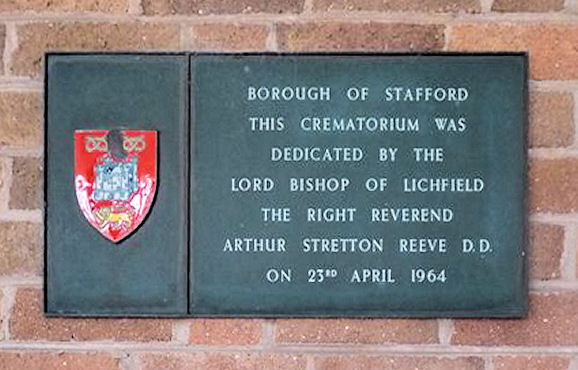 BOROUGH OF STAFFORD
THIS CREMATORIUM WAS
DEDICATED BY THE
LORD BISHOP OF LICHFIELD
THE RIGHT REVEREND
ARTHUR STRETTON REEVE D.D.
ON 23RD APRIL 1964